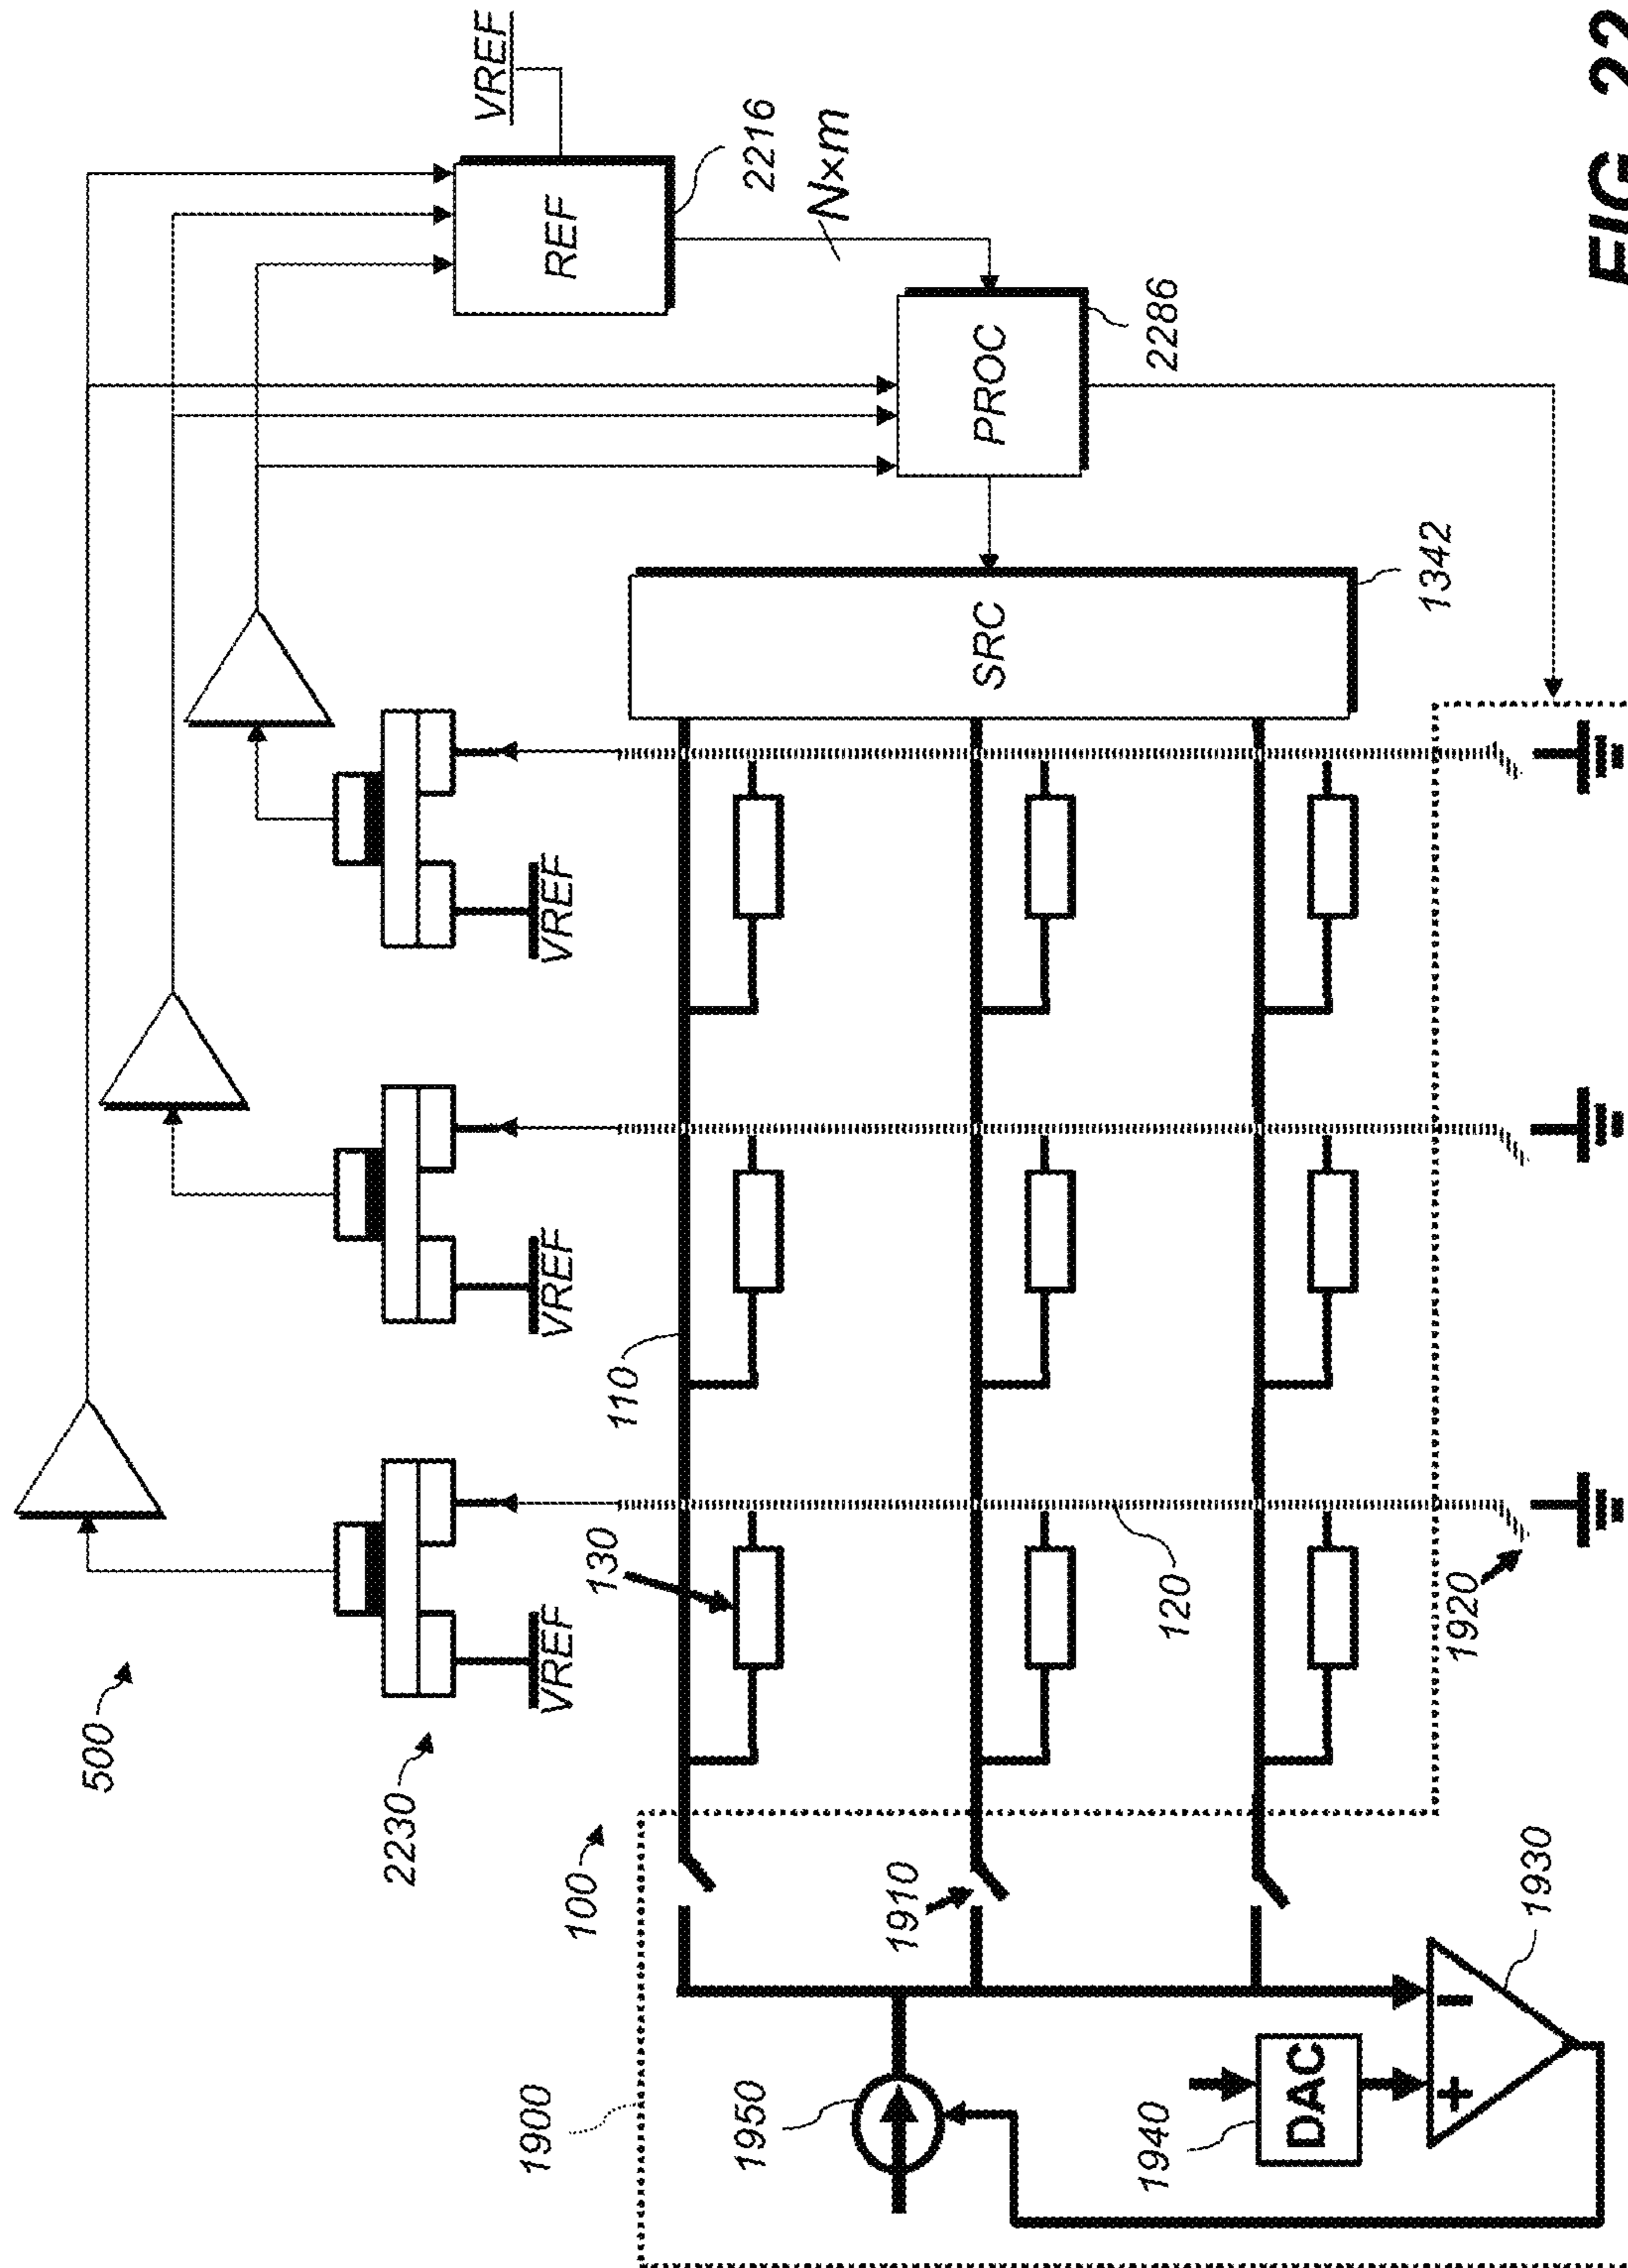 500
2230
VREF
VREF
VREF
VREF
REF
2216
N×m
PROC
2286
SRC
1342
100
110
130
120
1900
1910
1920
1950
1940
DAC
+
−
1930
FIG. 22